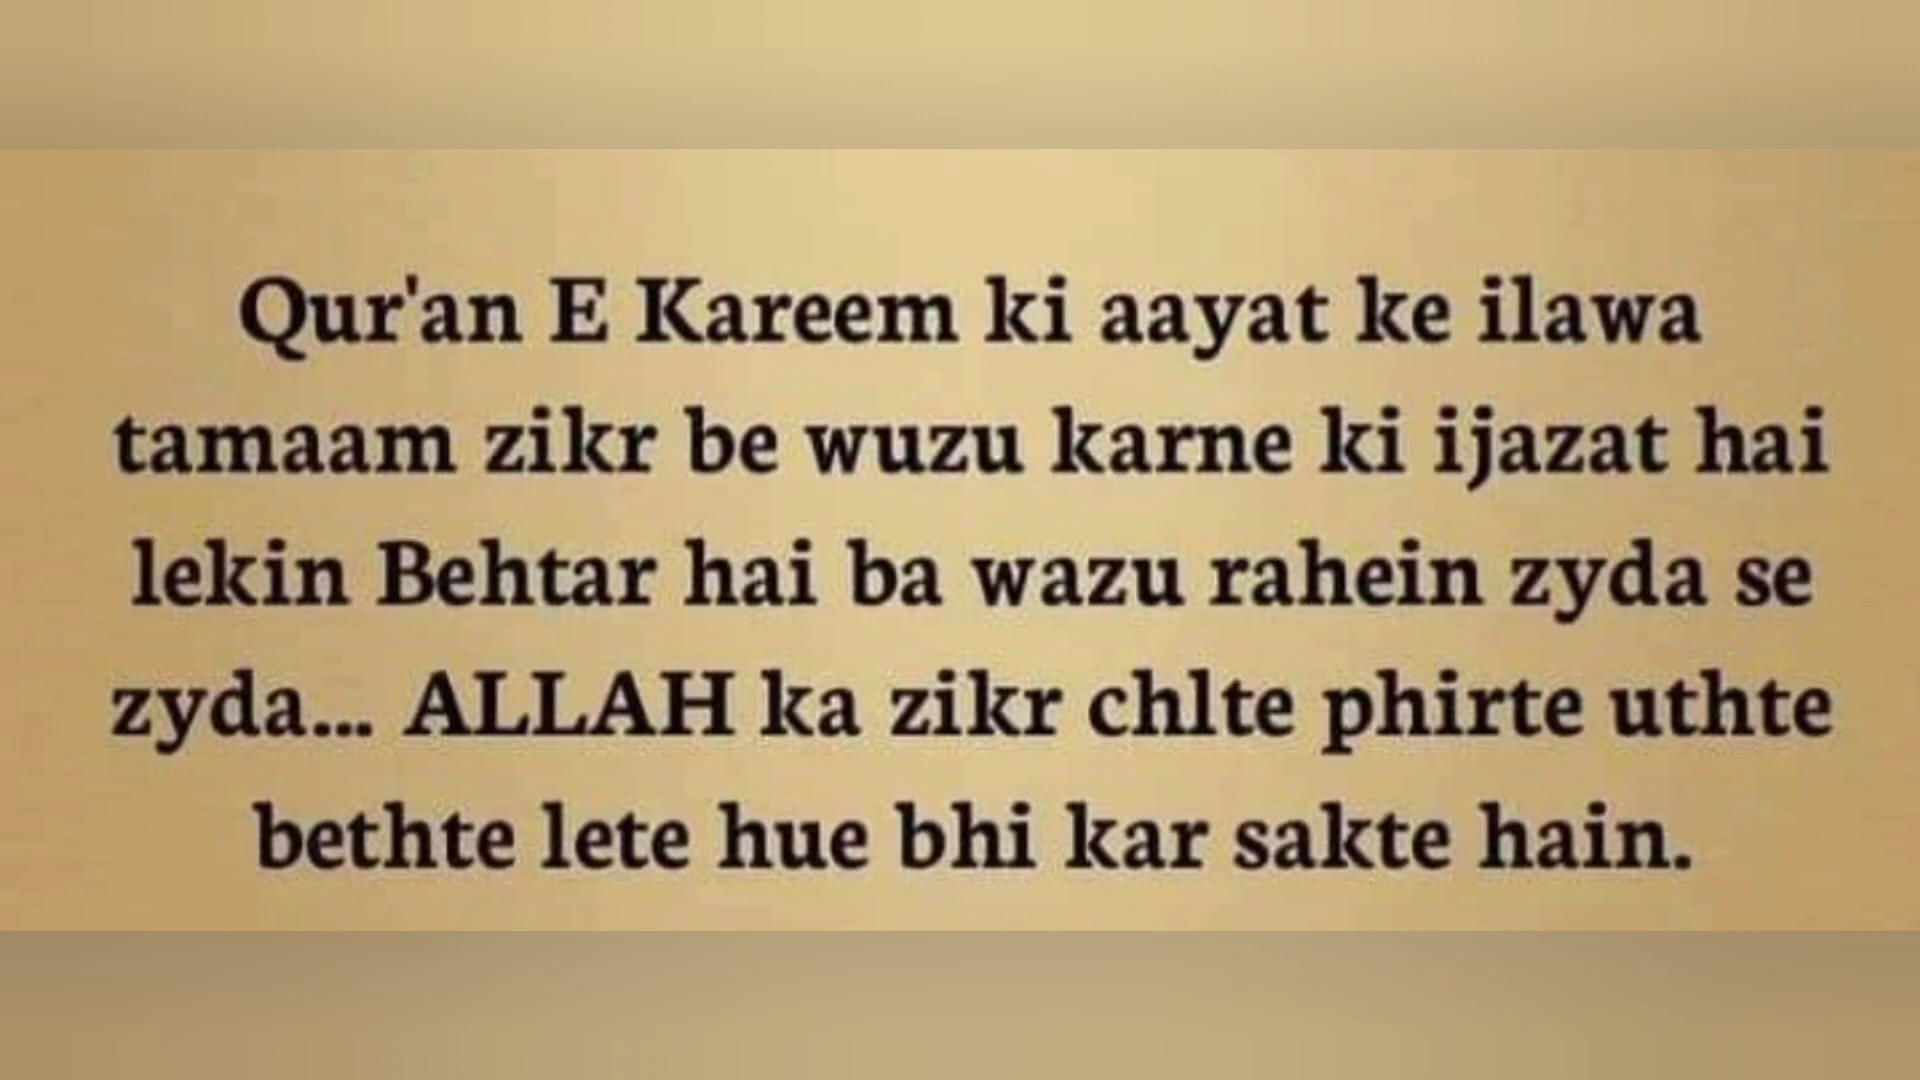 Qur'an E Kareem ki aayat ke ilawa
tamaam zikr be wuzu karne ki ijazat hai
lekin Behtar hai ba wazu rahein zyda se
zyda... ALLAH ka zikr chlte phirte uthte
bethte lete hue bhi kar sakte hain.